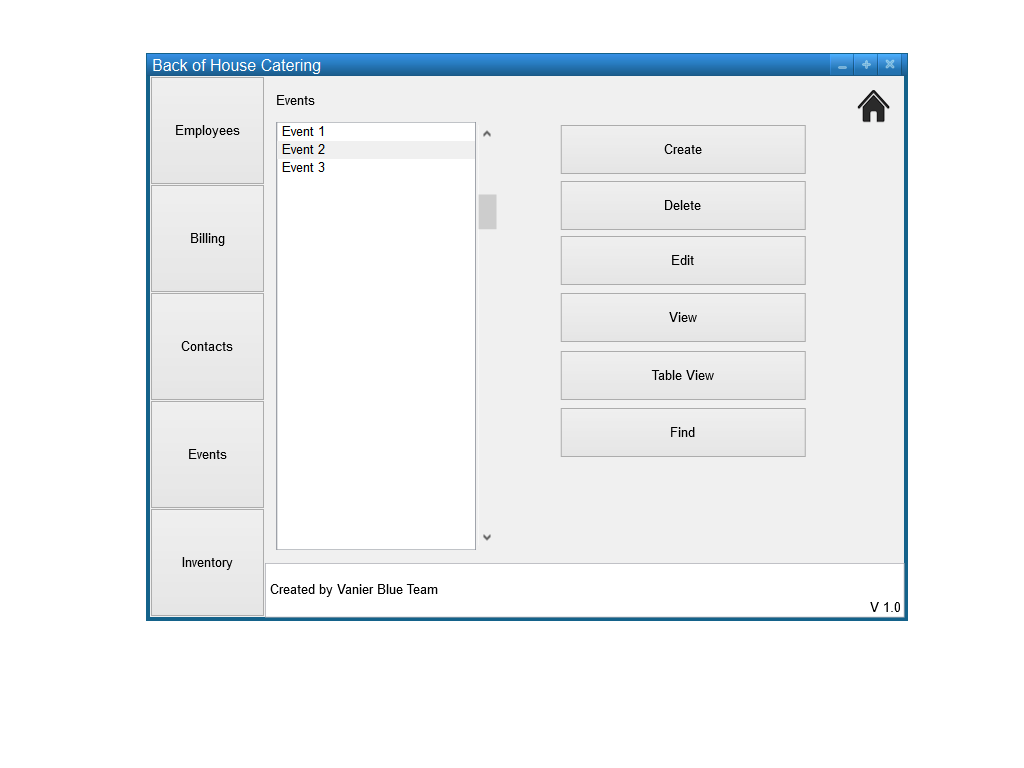 Back of House Catering
Employees
Billing
Contacts
Events
Inventory
Events
Event 1
Event 2
Event 3
Create
Delete
Edit
View
Table View
Find
Created by Vanier Blue Team
V 1.0